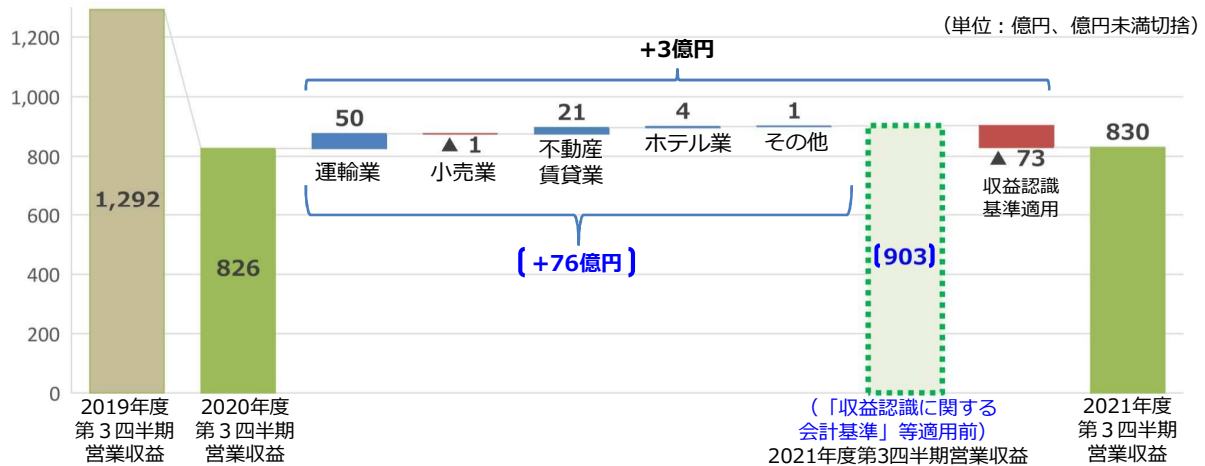 （単位：億円、億円未満切捨）
+3億円
1,200
1,000
800
600
400
200
0
1,292
826
50
運輸業
▲ 1
小売業
21
不動産
賃貸業
4
ホテル業
1
その他
[ +76億円 ]
[903]
▲ 73
収益認識
基準適用
830
2019年度
第３四半期
営業収益
2020年度
第３四半期
営業収益
（「収益認識に関する
会計基準」等適用前）
2021年度第3四半期営業収益
2021年度
第３四半期
営業収益